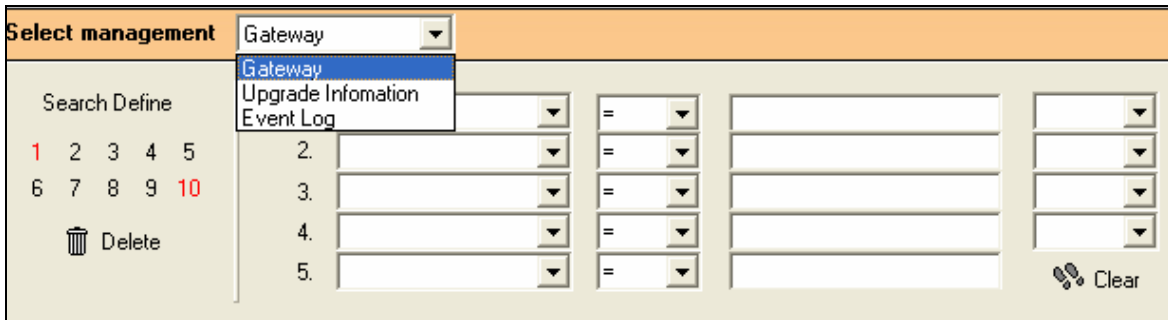 Select management Gateway
Gateway
Upgrade Infomation
Event Log
Search Define
1 2 3 4 5
6 7 8 9 10
Delete
=
2. =
3. =
4. =
5. =
Clear